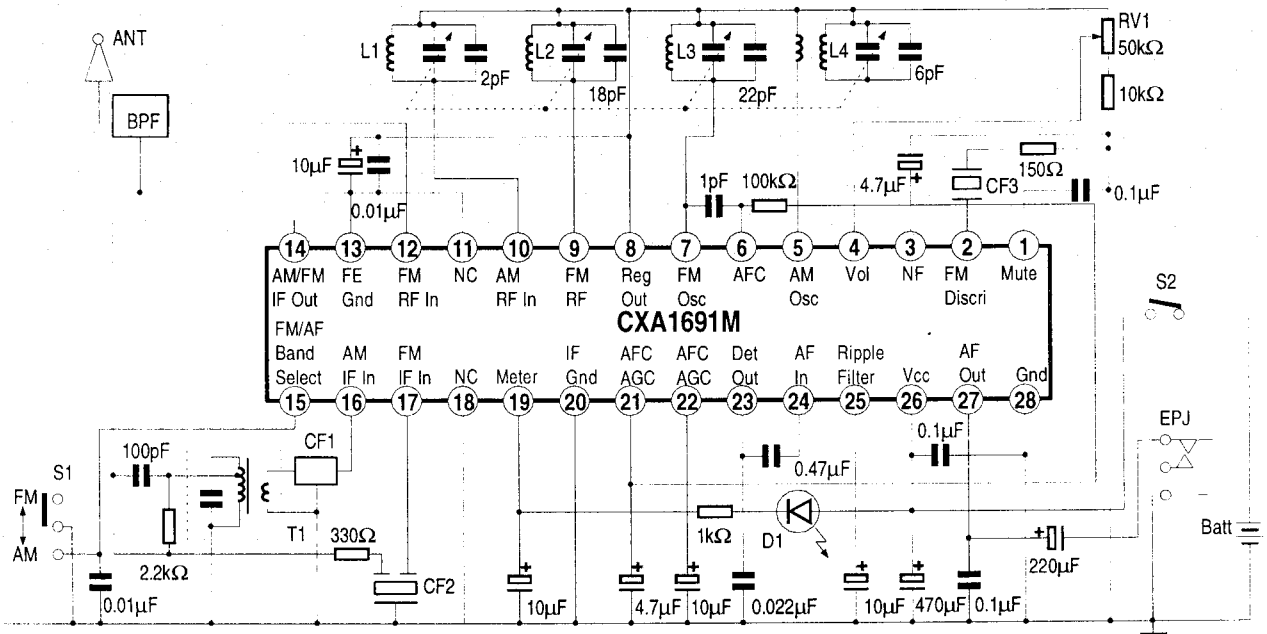 ANT
BPF
L1
2pF
L2
18pF
L3
22pF
L4
6pF
RV1
50kΩ
10kΩ
10µF
+
0.01µF
1pF
100kΩ
4.7µF
+
CF3
150Ω
0.1µF
14 13 12 11 10 9 8 7 6 5 4 3 2 1
AM/FM IF Out
FE Gnd
FM RF In
NC
AM RF In
FM RF
Reg Out
FM Osc
AFC
AM Osc
Vol
NF
FM Discri
Mute
CXA1691M
FM/AF Band Select
AM IF In
FM IF In
NC
Meter
IF Gnd
AFC AGC
AFC AGC
Det Out
AF In
Ripple Filter
Vcc
AF Out
Gnd
15 16 17 18 19 20 21 22 23 24 25 26 27 28
S2
EPJ
Batt
100pF
CF1
S1
FM
AM
T1
2.2kΩ
330Ω
CF2
0.01µF
0.47µF
0.1µF
1kΩ
D1
+
220µF
+
10µF
+
4.7µF
+
10µF
0.022µF
+
10µF
+
470µF
0.1µF